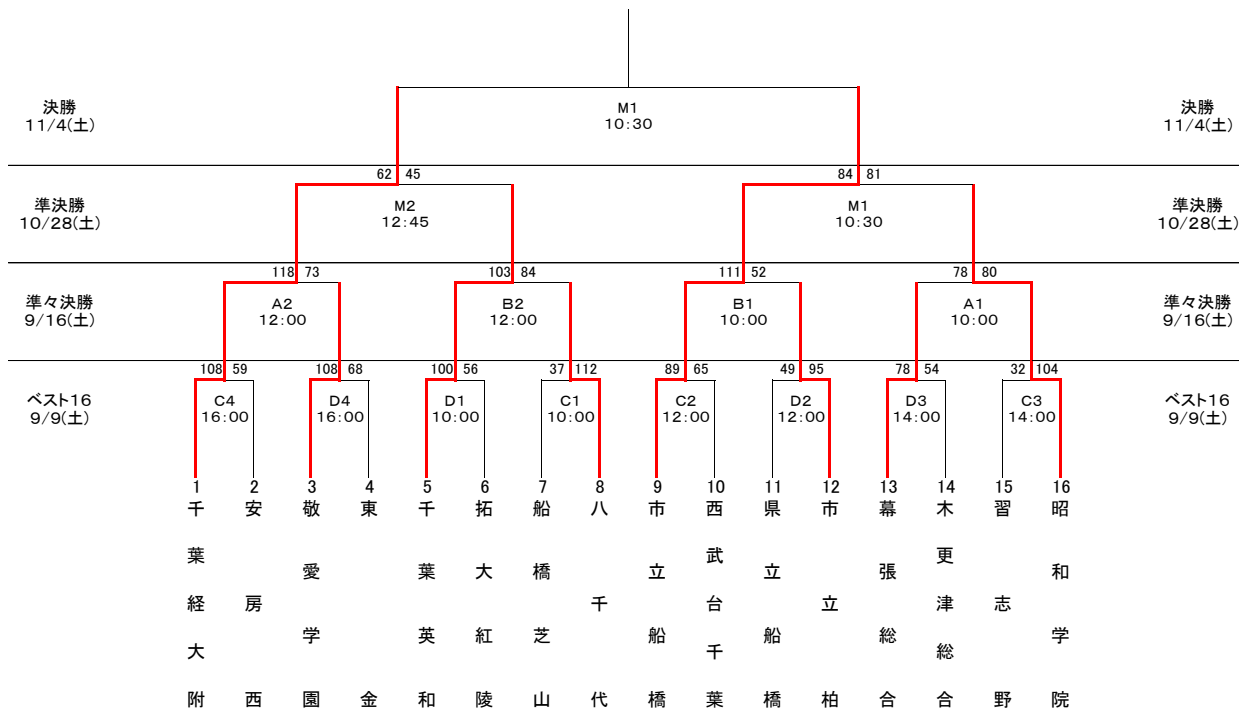 決勝
11/4(土)
M1
10:30
決勝
11/4(土)
62 45
84 81
準決勝
10/28(土)
M2
12:45
M1
10:30
準決勝
10/28(土)
118 73
103 84
111 52
78 80
準々決勝
9/16(土)
A2
12:00
B2
12:00
B1
10:00
A1
10:00
準々決勝
9/16(土)
108 59
108 68
100 56
37 112
89 65
49 95
78 54
32 104
ベスト16
9/9(土)
C4
16:00
D4
16:00
D1
10:00
C1
10:00
C2
12:00
D2
12:00
D3
14:00
C3
14:00
ベスト16
9/9(土)
1
千葉経大附
2
安房西
3
敬愛学園
4
東金
5
千葉英和
6
拓大紅陵
7
船橋芝山
8
八千代
9
市立船橋
10
西武台千葉
11
県立船橋
12
市立柏
13
幕張総合
14
木更津総合
15
習志野
16
昭和学院